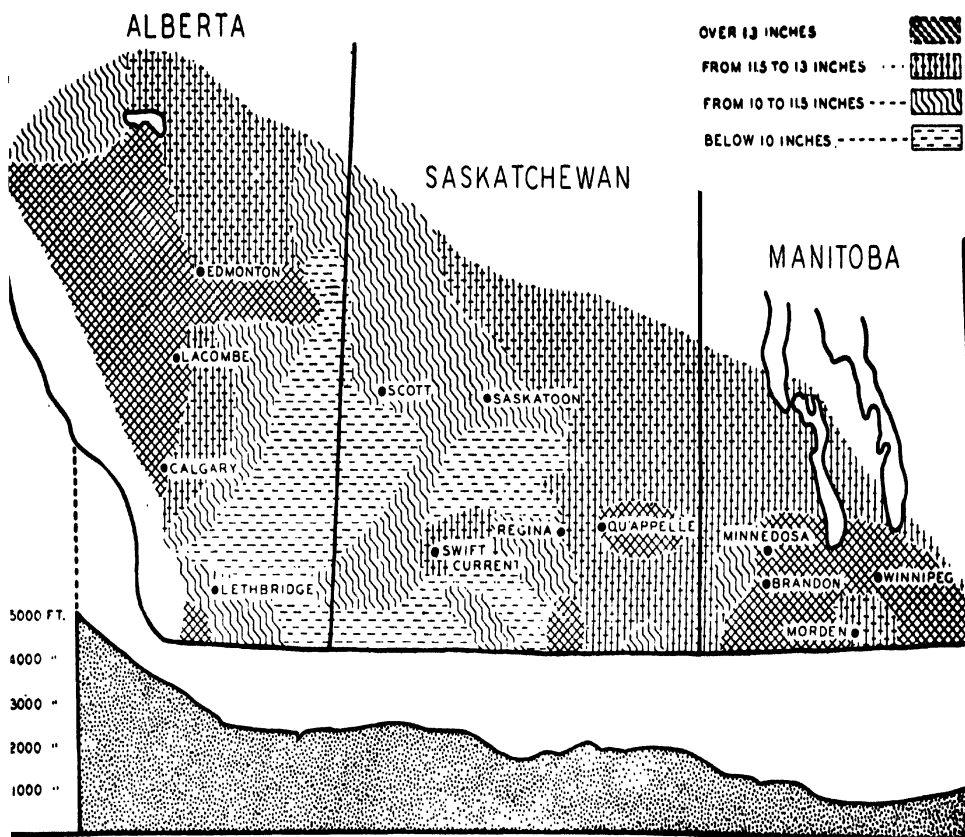 ALBERTA
OVER 13 INCHES
FROM 11.5 TO 13 INCHES
FROM 10 TO 11.5 INCHES
BELOW 10 INCHES
SASKATCHEWAN
MANITOBA
EDMONTON
LACOMBE
SCOTT
SASKATOON
CALGARY
REGINA
QU'APPELLE
MINNEDOSA
SWIFT
CURRENT
LETHBRIDGE
BRANDON
WINNIPEG
MORDEN
5000 FT.
4000 "
3000 "
2000 "
1000 "